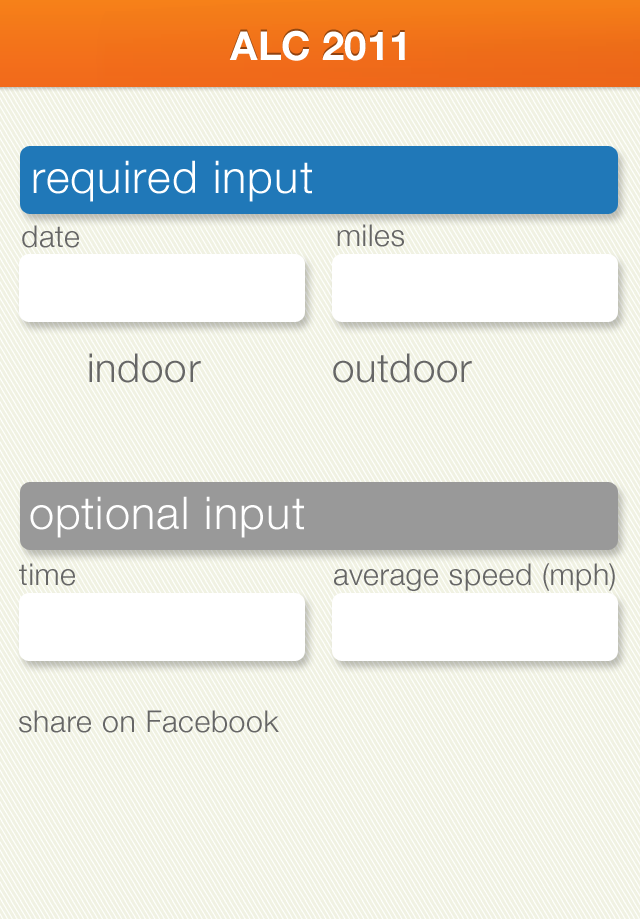 ALC 2011
required input
date miles
indoor outdoor
optional input
time average speed (mph)
share on Facebook